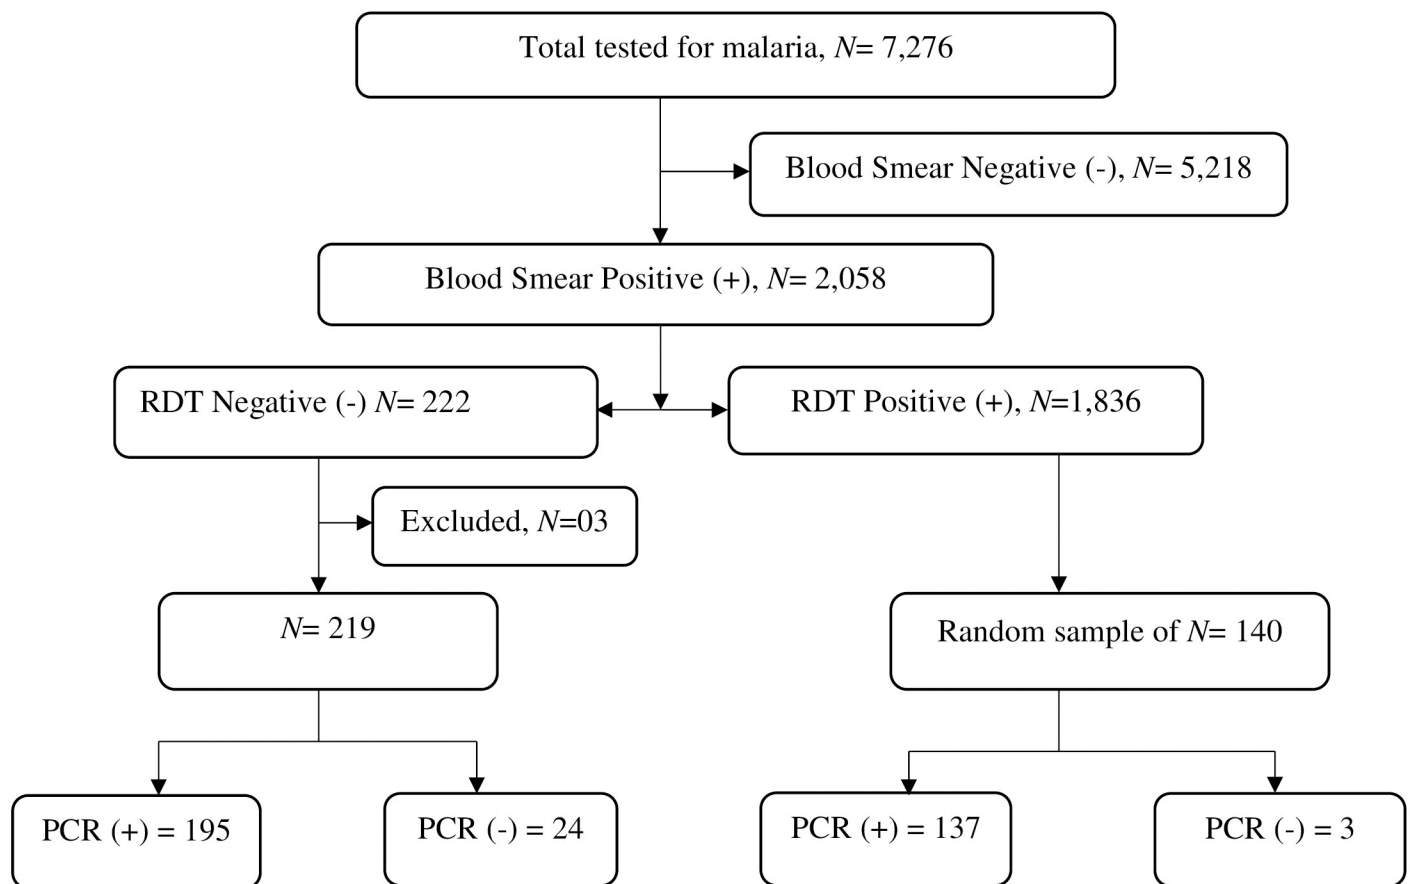 Total tested for malaria, N= 7,276
Blood Smear Negative (-), N= 5,218
Blood Smear Positive (+), N= 2,058
RDT Negative (-) N= 222
RDT Positive (+), N=1,836
Excluded, N=03
N= 219
Random sample of N= 140
PCR (+) = 195
PCR (-) = 24
PCR (+) = 137
PCR (-) = 3